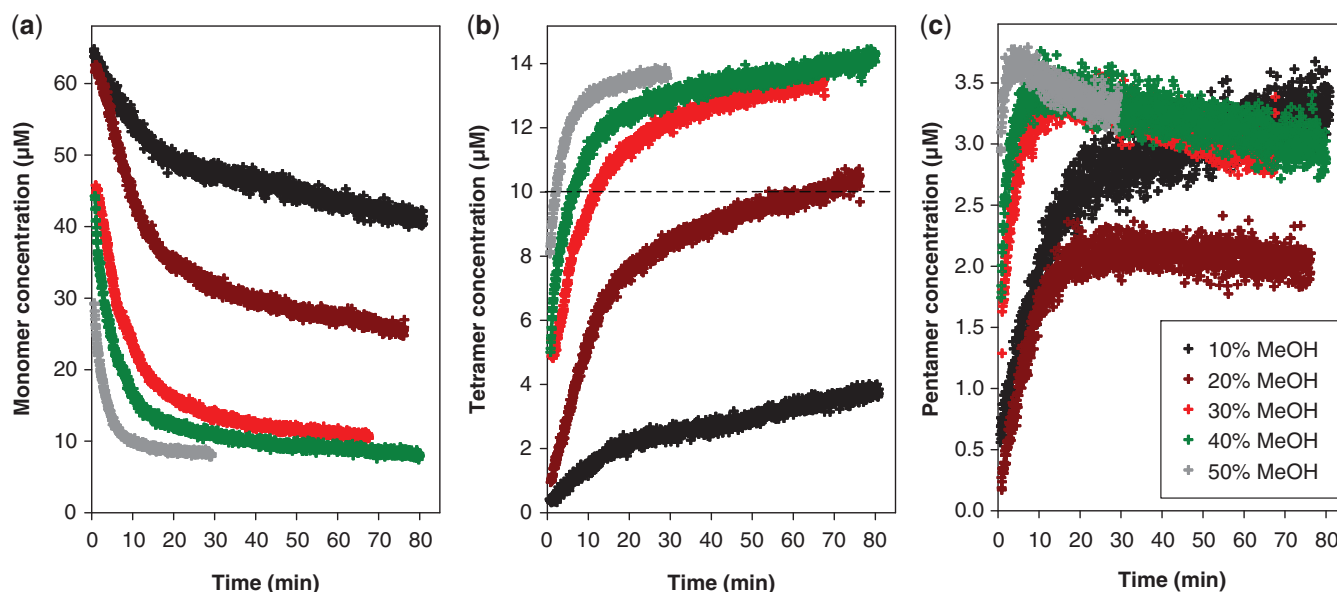 (a)
Monomer concentration (µM)
60
50
40
30
20
10
0
0 10 20 30 40 50 60 70 80
Time (min)
(b)
Tetramer concentration (µM)
14
12
10
8
6
4
2
0
0 10 20 30 40 50 60 70 80
Time (min)
(c)
Pentamer concentration (µM)
3.5
3.0
2.5
2.0
1.5
1.0
0.5
0.0
10% MeOH
20% MeOH
30% MeOH
40% MeOH
50% MeOH
0 10 20 30 40 50 60 70 80
Time (min)